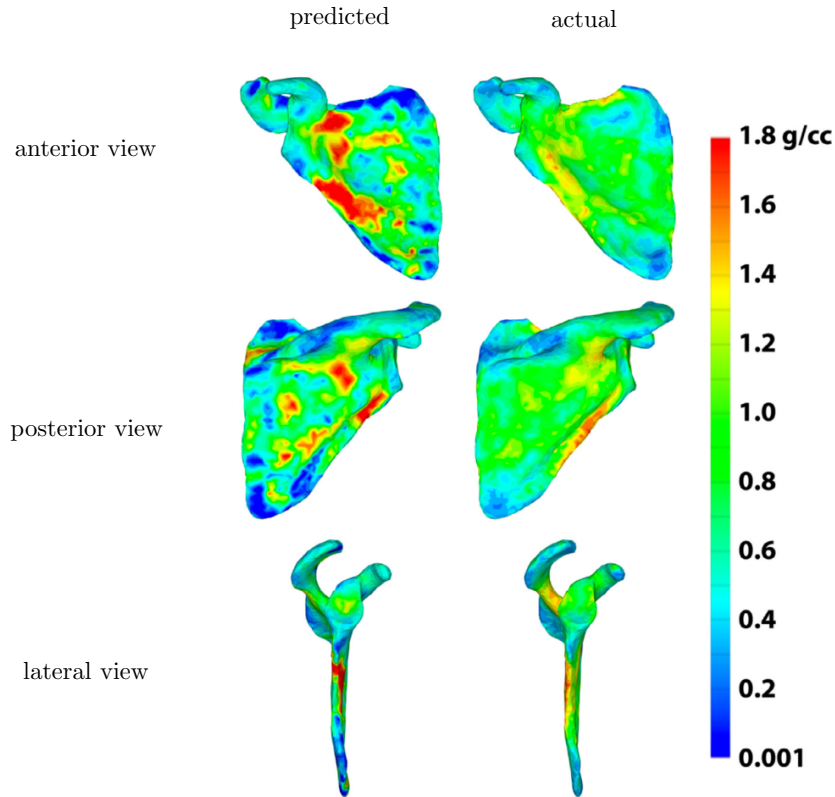 predicted actual
anterior view
posterior view
lateral view
1.8 g/cc
1.6
1.4
1.2
1.0
0.8
0.6
0.4
0.2
0.001